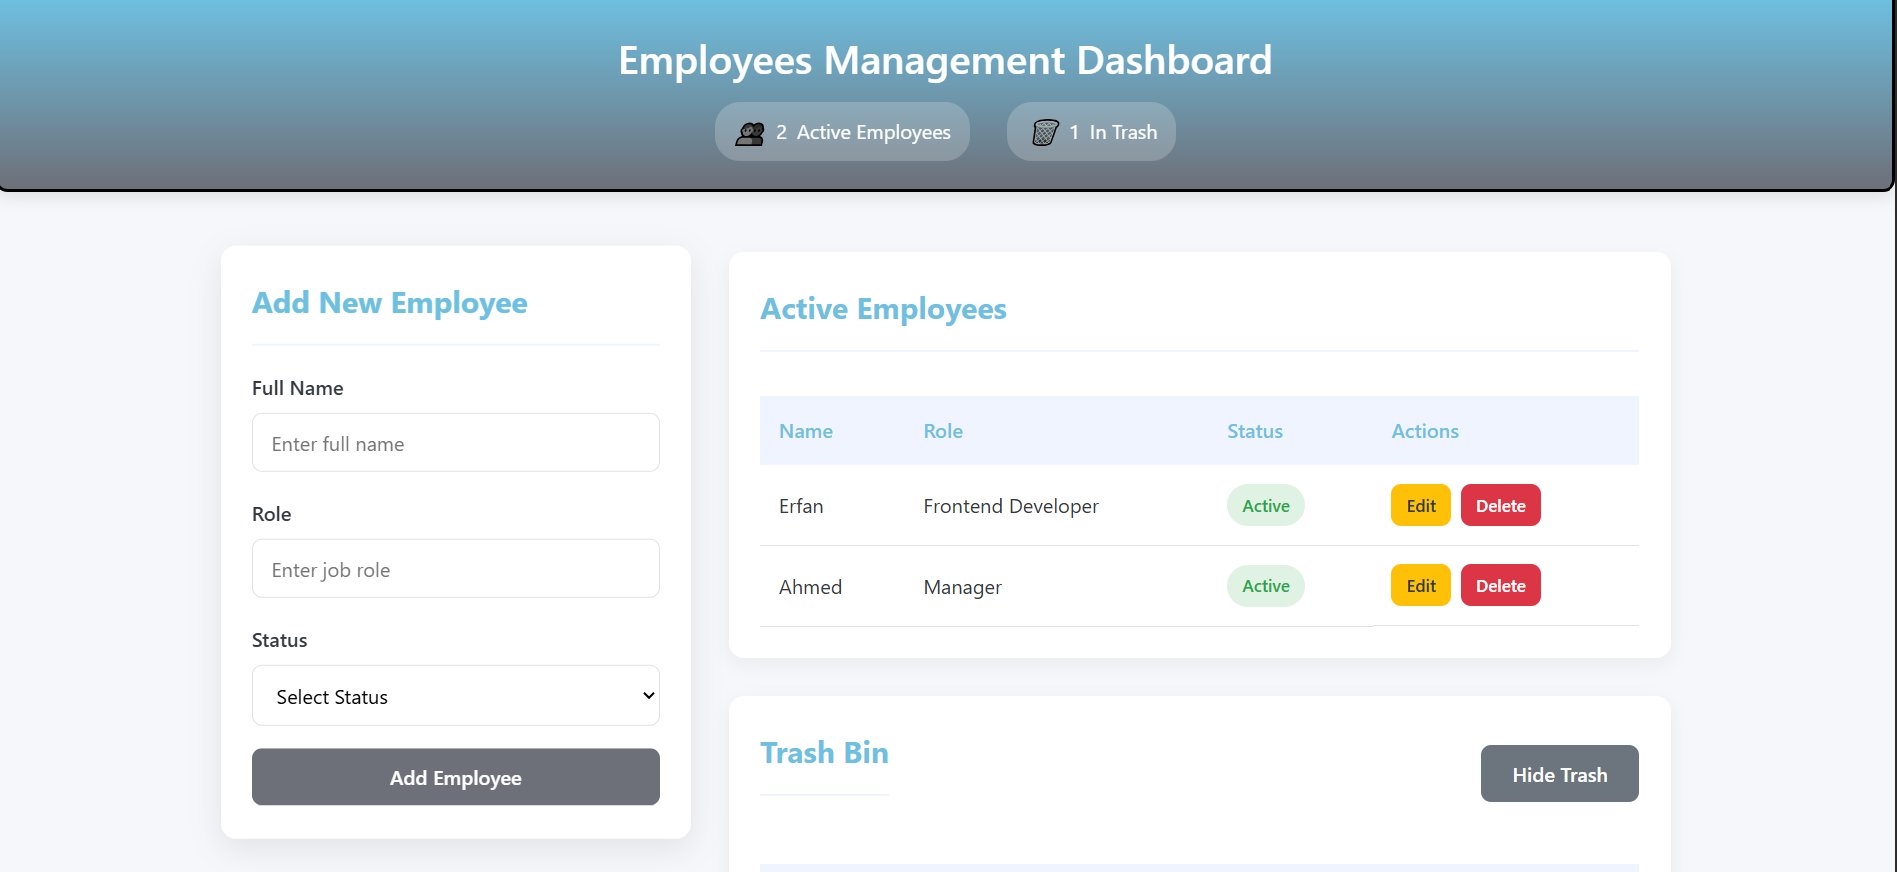 Employees Management Dashboard
2 Active Employees
1 In Trash
Add New Employee
Full Name
Enter full name
Role
Enter job role
Status
Select Status
Add Employee
Active Employees
Name Role Status Actions
Erfan Frontend Developer Active Edit Delete
Ahmed Manager Active Edit Delete
Trash Bin
Hide Trash